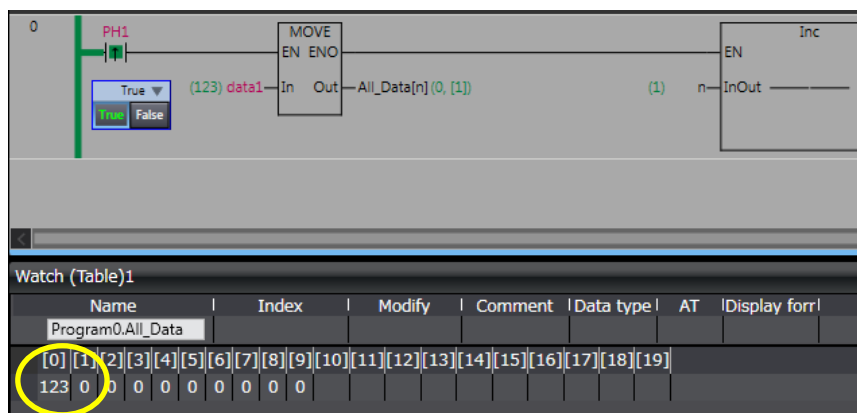 0
PH1
MOVE
Inc
EN ENO
EN
True ▼
(123) data1 In Out All_Data[n] (0, [1]) (1) n InOut
True False
Watch (Table)1
Name Index Modify Comment Data type AT Display forr
Program0.All_Data
[0] [1] [2] [3] [4] [5] [6] [7] [8] [9] [10] [11] [12] [13] [14] [15] [16] [17] [18] [19]
123 0 0 0 0 0 0 0 0 0